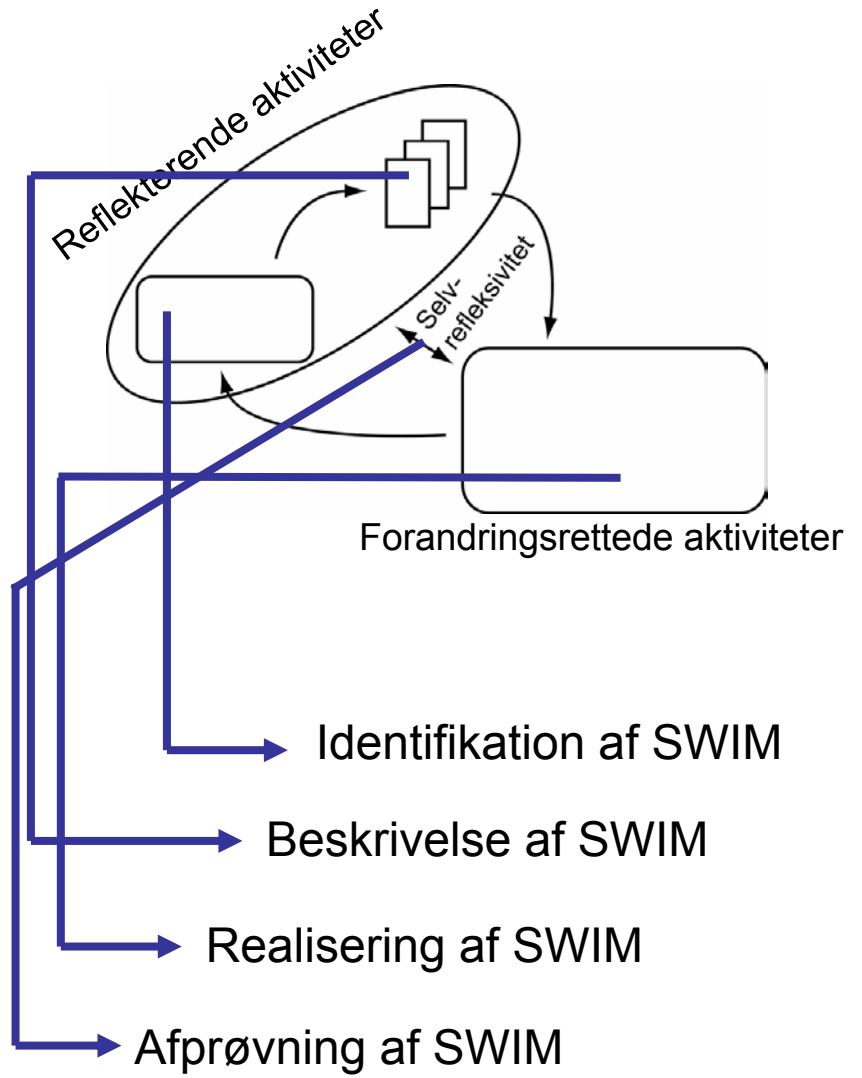 Reflekterende aktiviteter
Selv-
refleksivitet
Forandringsrettede aktiviteter
Identifikation af SWIM
Beskrivelse af SWIM
Realisering af SWIM
Afprøvning af SWIM